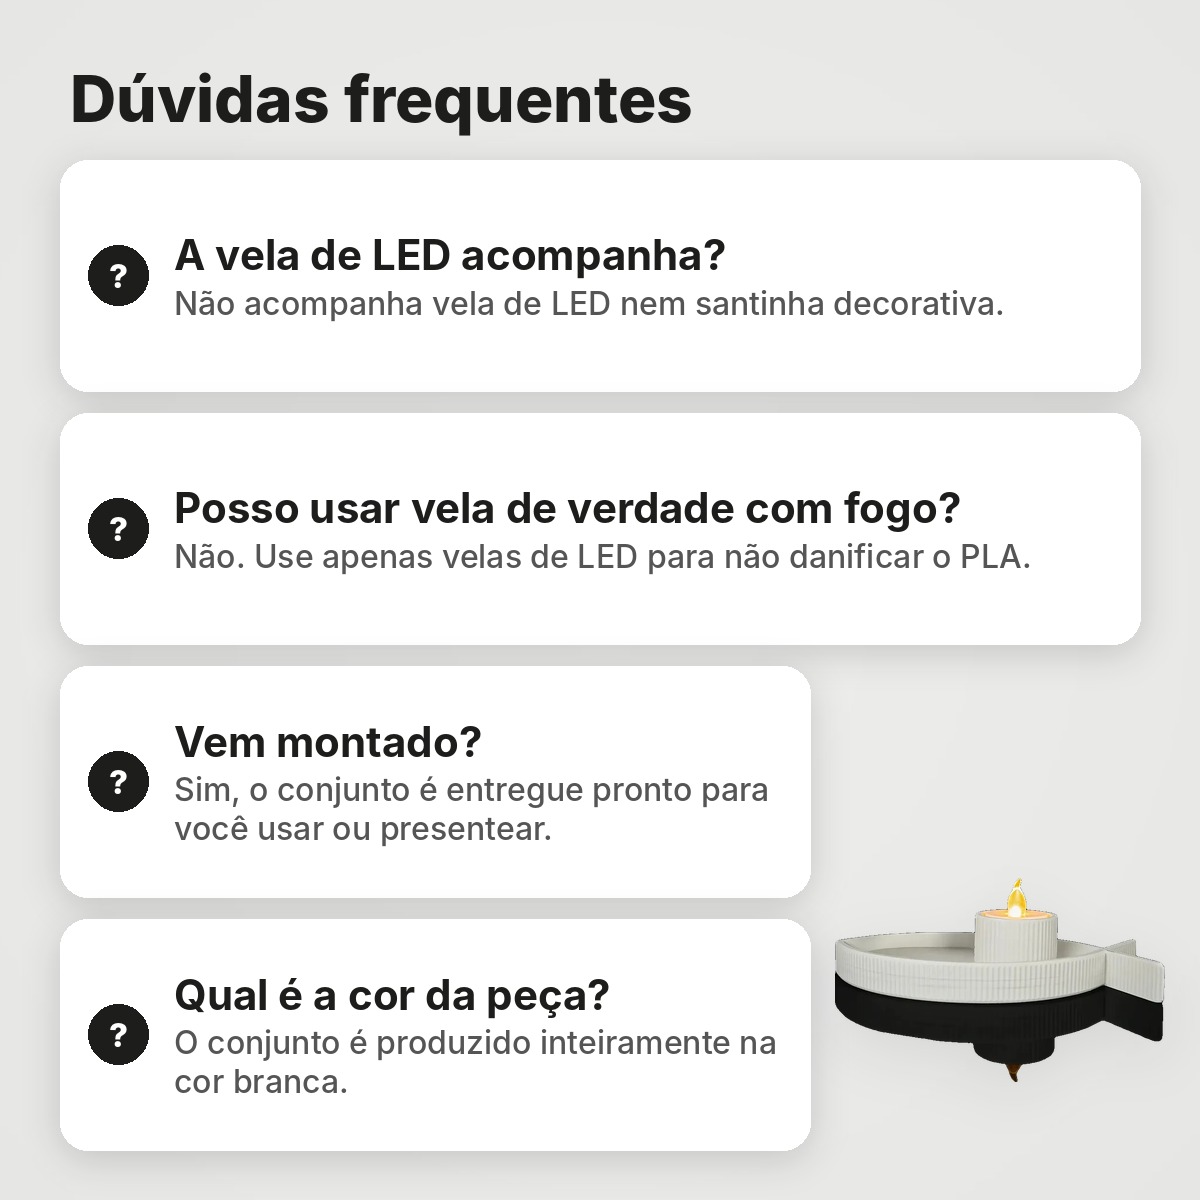 Dúvidas frequentes
?
A vela de LED acompanha?
Não acompanha vela de LED nem santinha decorativa.
?
Posso usar vela de verdade com fogo?
Não. Use apenas velas de LED para não danificar o PLA.
?
Vem montado?
Sim, o conjunto é entregue pronto para
você usar ou presentear.
?
Qual é a cor da peça?
O conjunto é produzido inteiramente na
cor branca.